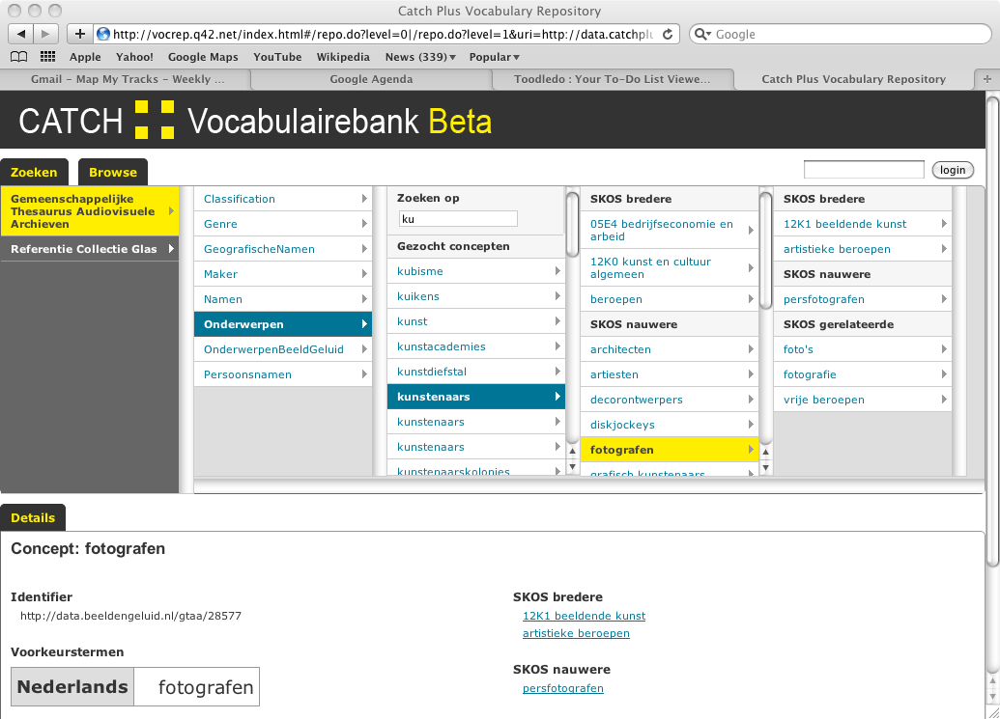 Catch Plus Vocabulary Repository
http://vocrep.q42.net/index.html#/repo.do?level=0|/repo.do?level=1&uri=http://data.catchplu
Google
Apple Yahoo! Google Maps YouTube Wikipedia News (339) Popular
Gmail – Map My Tracks – Weekly ...
Google Agenda
Toodledo : Your To-Do List Viewe...
Catch Plus Vocabulary Repository
CATCH Vocabulairebank Beta
Zoeken
Browse
login
Gemeenschappelijke
Thesaurus Audiovisuele
Archieven
Referentie Collectie Glas
Classification
Genre
GeografischeNamen
Maker
Namen
Onderwerpen
OnderwerpenBeeldGeluid
Persoonsnamen
Zoeken op
ku
Gezocht concepten
kubisme
kuikens
kunst
kunstacademies
kunstdiefstal
kunstenaars
kunstenaars
kunstenaars
kunstenaarskolonies
SKOS bredere
05E4 bedrijfseconomie en
arbeid
12K0 kunst en cultuur
algemeen
beroepen
SKOS nauwere
architecten
artiesten
decorontwerpers
diskjockeys
fotografen
grafisch kunstenaars
SKOS bredere
12K1 beeldende kunst
artistieke beroepen
SKOS nauwere
persfotografen
SKOS gerelateerde
foto's
fotografie
vrije beroepen
Details
Concept: fotografen
Identifier
http://data.beeldengeluid.nl/gtaa/28577
Voorkeurstermen
Nederlands fotografen
SKOS bredere
12K1 beeldende kunst
artistieke beroepen
SKOS nauwere
persfotografen